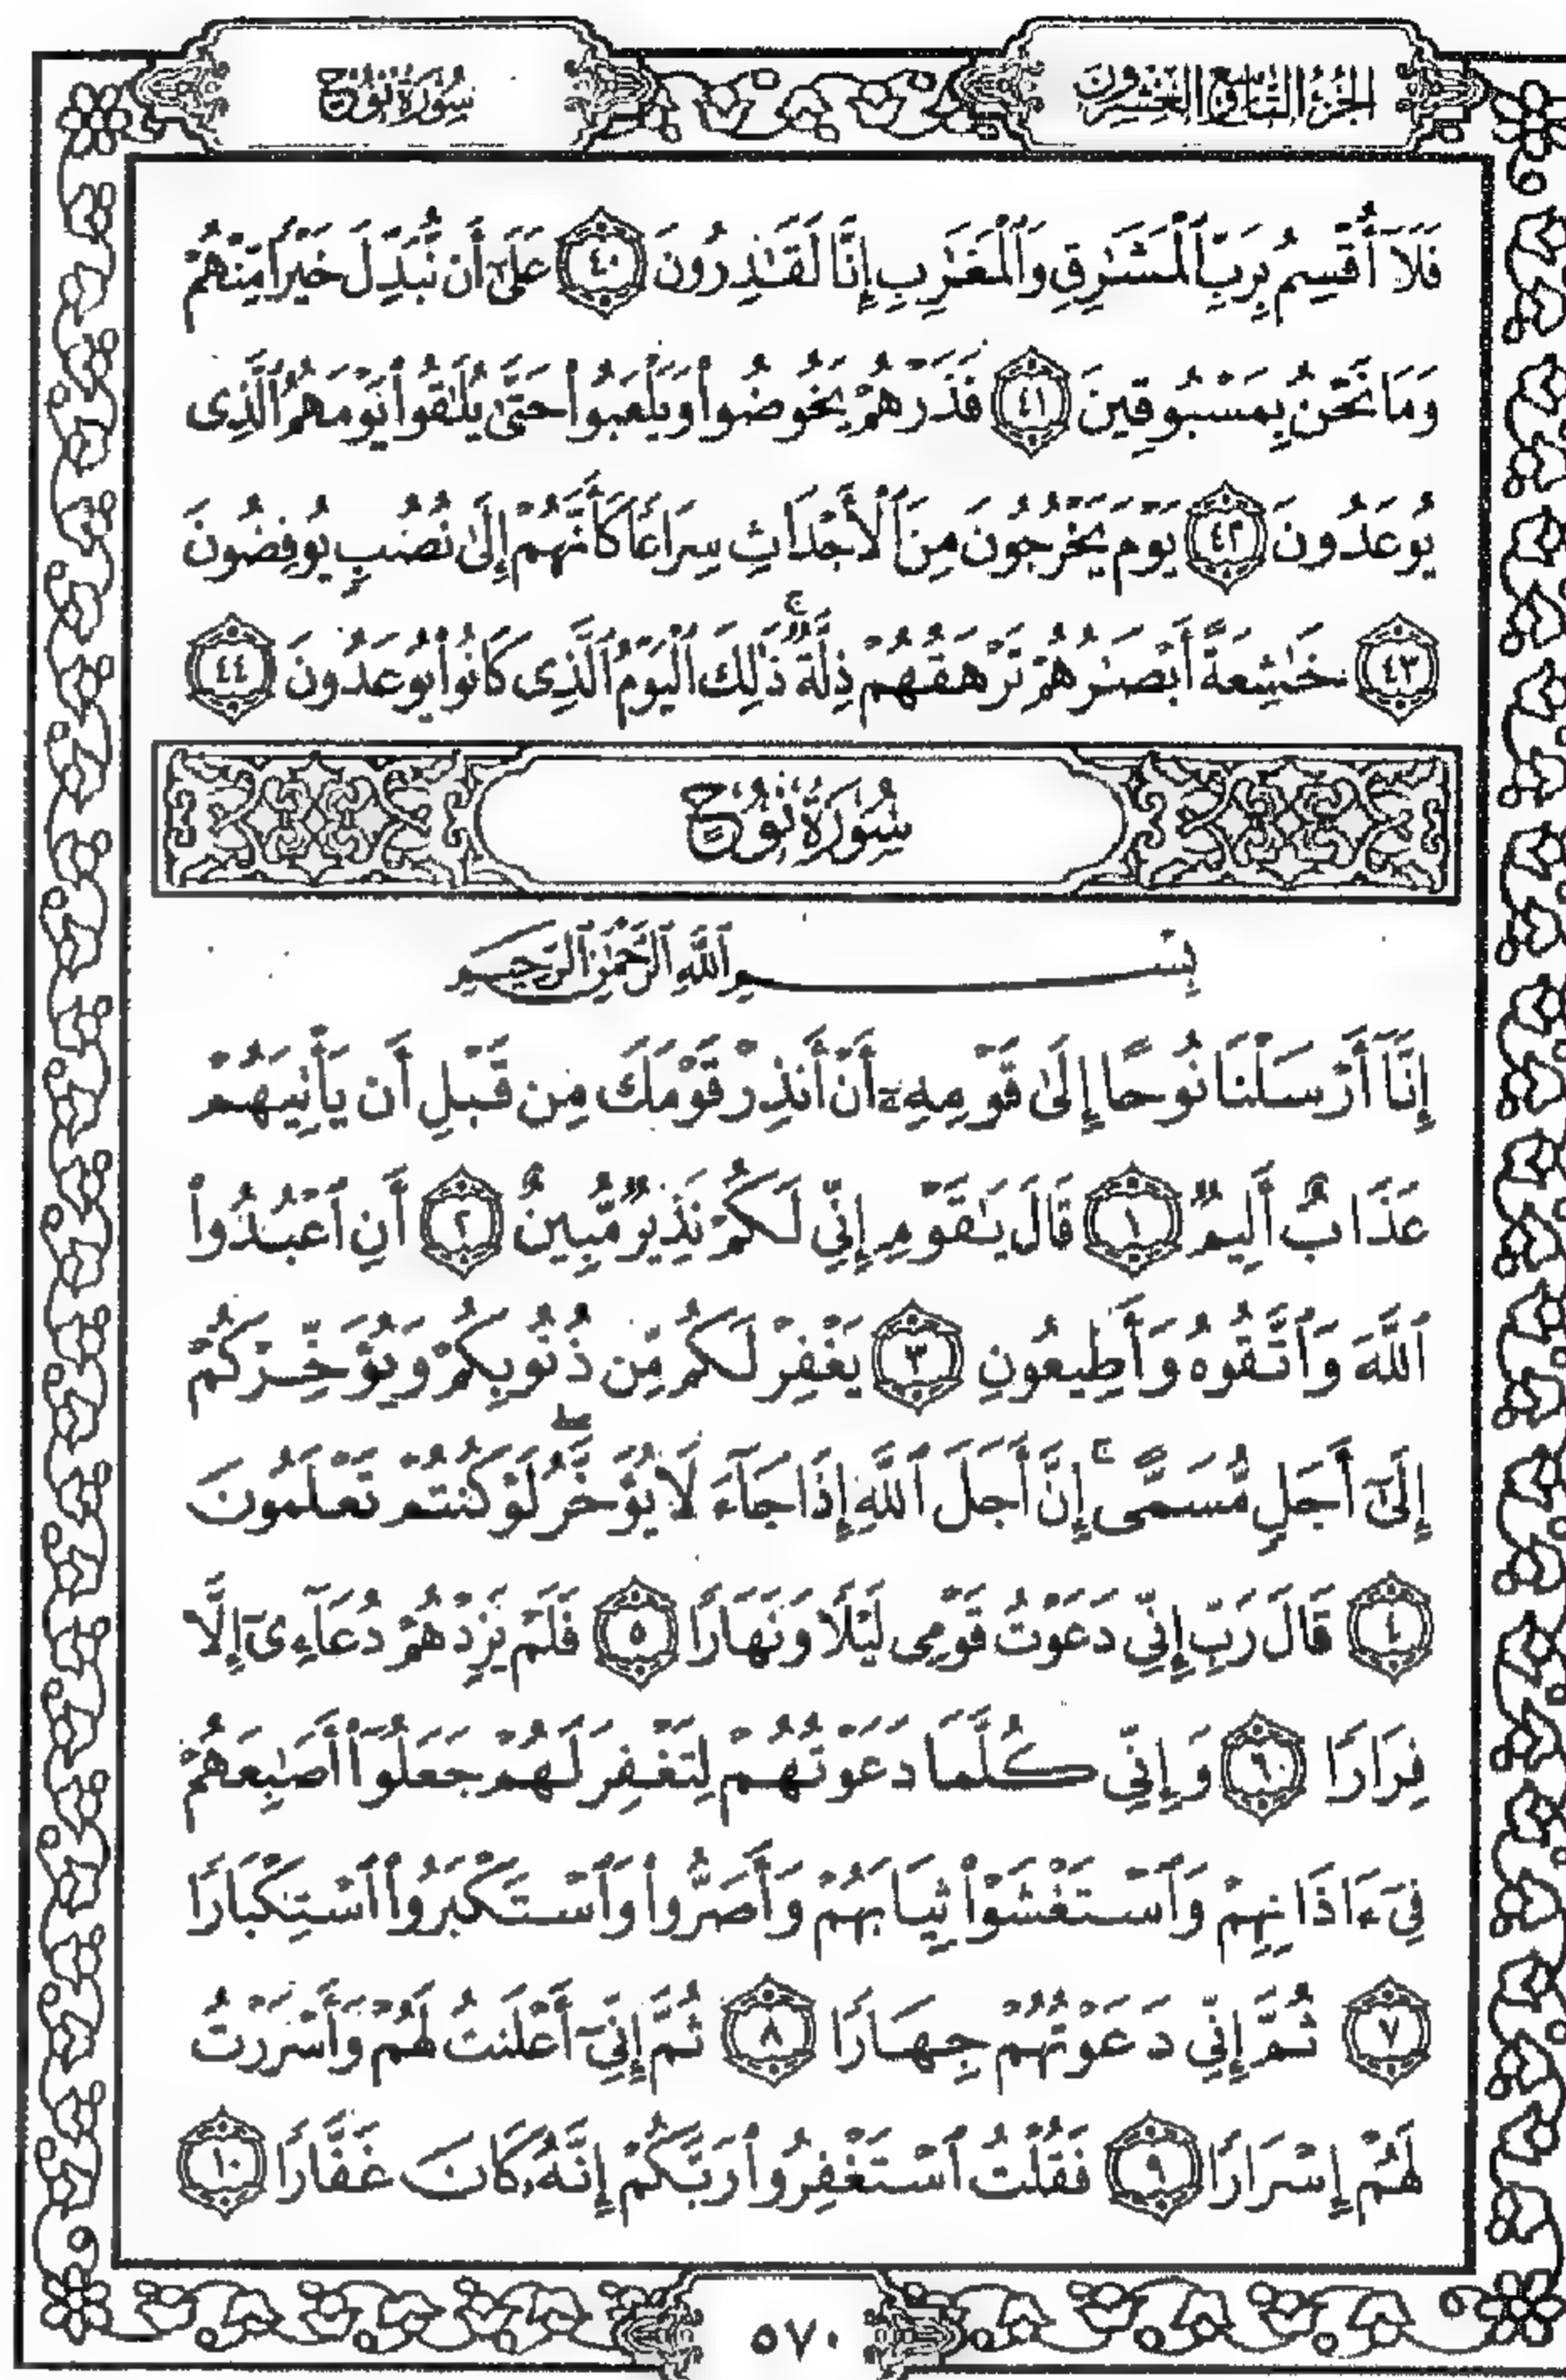 الجزء التاسع والعشرون
سورة نوح
فَلَآ أُقْسِمُ بِرَبِّ ٱلْمَشَٰرِقِ وَٱلْمَغَٰرِبِ إِنَّا لَقَٰدِرُونَ ٤٠ عَلَىٰٓ أَن نُّبَدِّلَ خَيْرًا مِّنْهُمْ
وَمَا نَحْنُ بِمَسْبُوقِينَ ٤١ فَذَرْهُمْ يَخُوضُوا۟ وَيَلْعَبُوا۟ حَتَّىٰ يُلَٰقُوا۟ يَوْمَهُمُ ٱلَّذِى
يُوعَدُونَ ٤٢ يَوْمَ يَخْرُجُونَ مِنَ ٱلْأَجْدَاثِ سِرَاعًا كَأَنَّهُمْ إِلَىٰ نُصُبٍ يُوفِضُونَ
٤٣ خَٰشِعَةً أَبْصَٰرُهُمْ تَرْهَقُهُمْ ذِلَّةٌ ۚ ذَٰلِكَ ٱلْيَوْمُ ٱلَّذِى كَانُوا۟ يُوعَدُونَ ٤٤
سُورَةُ نُوحٍ
بِسْمِ ٱللَّهِ ٱلرَّحْمَٰنِ ٱلرَّحِيمِ
إِنَّآ أَرْسَلْنَا نُوحًا إِلَىٰ قَوْمِهِۦٓ أَنْ أَنذِرْ قَوْمَكَ مِن قَبْلِ أَن يَأْتِيَهُمْ
عَذَابٌ أَلِيمٌ ١ قَالَ يَٰقَوْمِ إِنِّى لَكُمْ نَذِيرٌ مُّبِينٌ ٢ أَنِ ٱعْبُدُوا۟
ٱللَّهَ وَٱتَّقُوهُ وَأَطِيعُونِ ٣ يَغْفِرْ لَكُم مِّن ذُنُوبِكُمْ وَيُؤَخِّرْكُمْ
إِلَىٰٓ أَجَلٍ مُّسَمًّى ۚ إِنَّ أَجَلَ ٱللَّهِ إِذَا جَآءَ لَا يُؤَخَّرُ ۖ لَوْ كُنتُمْ تَعْلَمُونَ
٤ قَالَ رَبِّ إِنِّى دَعَوْتُ قَوْمِى لَيْلًا وَنَهَارًا ٥ فَلَمْ يَزِدْهُمْ دُعَآءِىٓ إِلَّا
فِرَارًا ٦ وَإِنِّى كُلَّمَا دَعَوْتُهُمْ لِتَغْفِرَ لَهُمْ جَعَلُوٓا۟ أَصَٰبِعَهُمْ
فِىٓ ءَاذَانِهِمْ وَٱسْتَغْشَوْا۟ ثِيَابَهُمْ وَأَصَرُّوا۟ وَٱسْتَكْبَرُوا۟ ٱسْتِكْبَارًا
٧ ثُمَّ إِنِّى دَعَوْتُهُمْ جِهَارًا ٨ ثُمَّ إِنِّىٓ أَعْلَنتُ لَهُمْ وَأَسْرَرْتُ
لَهُمْ إِسْرَارًا ٩ فَقُلْتُ ٱسْتَغْفِرُوا۟ رَبَّكُمْ إِنَّهُۥ كَانَ غَفَّارًا ١٠
٥٧٠